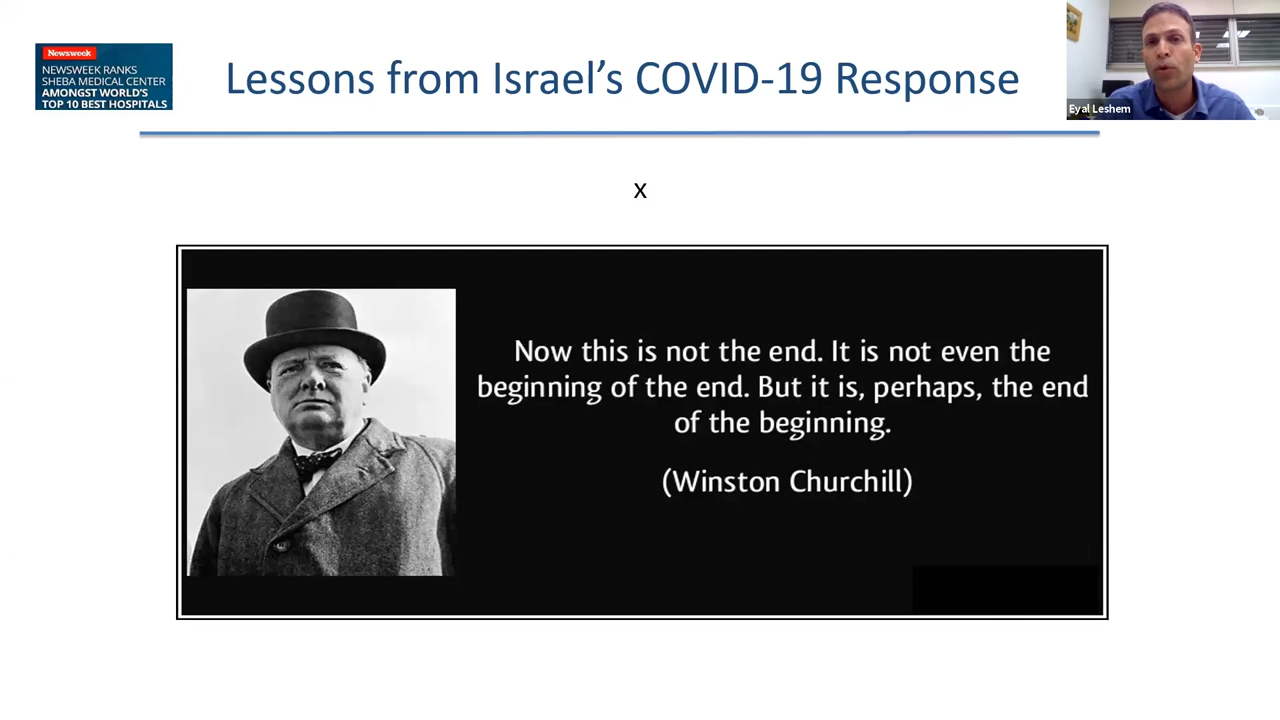 Newsweek
NEWSWEEK RANKS
SHEBA MEDICAL CENTER
AMONGST WORLD'S
TOP 10 BEST HOSPITALS
Lessons from Israel’s COVID-19 Response
Eyal Leshem
x
Now this is not the end. It is not even the
beginning of the end. But it is, perhaps, the end
of the beginning.
(Winston Churchill)